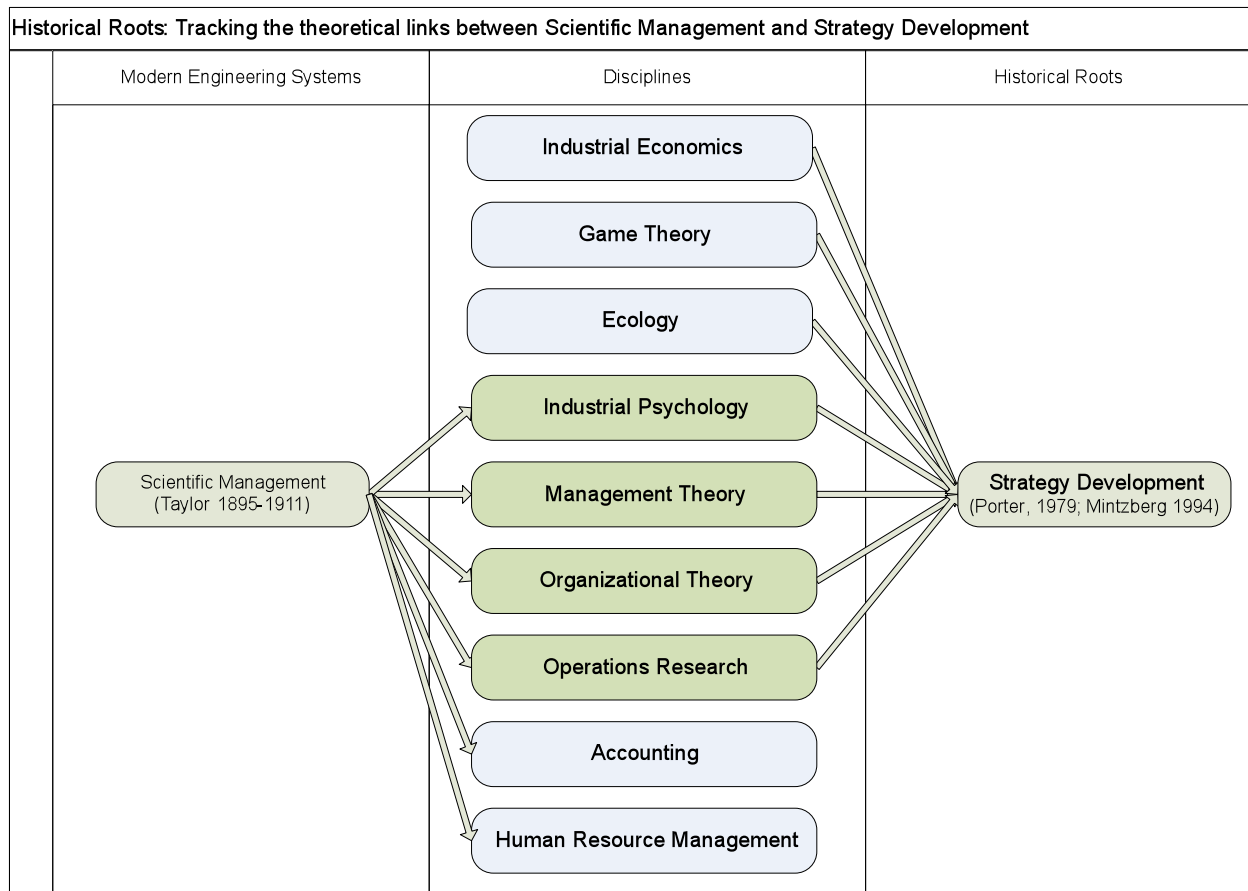 Historical Roots: Tracking the theoretical links between Scientific Management and Strategy Development
Modern Engineering Systems
Disciplines
Historical Roots
Industrial Economics
Game Theory
Ecology
Industrial Psychology
Scientific Management
(Taylor 1895-1911)
Management Theory
Strategy Development
(Porter, 1979; Mintzberg 1994)
Organizational Theory
Operations Research
Accounting
Human Resource Management